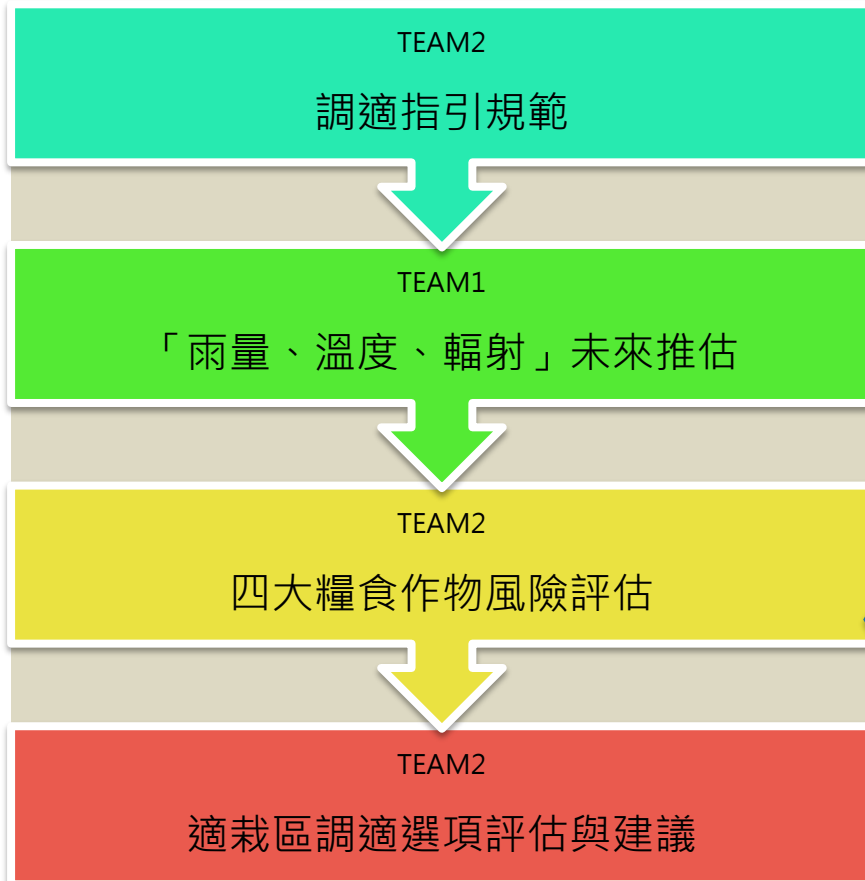 TEAM2
調適指引規範
TEAM1
「雨量、溫度、輻射」未來推估
TEAM2
四大糧食作物風險評估
TEAM2
適栽區調適選項評估與建議